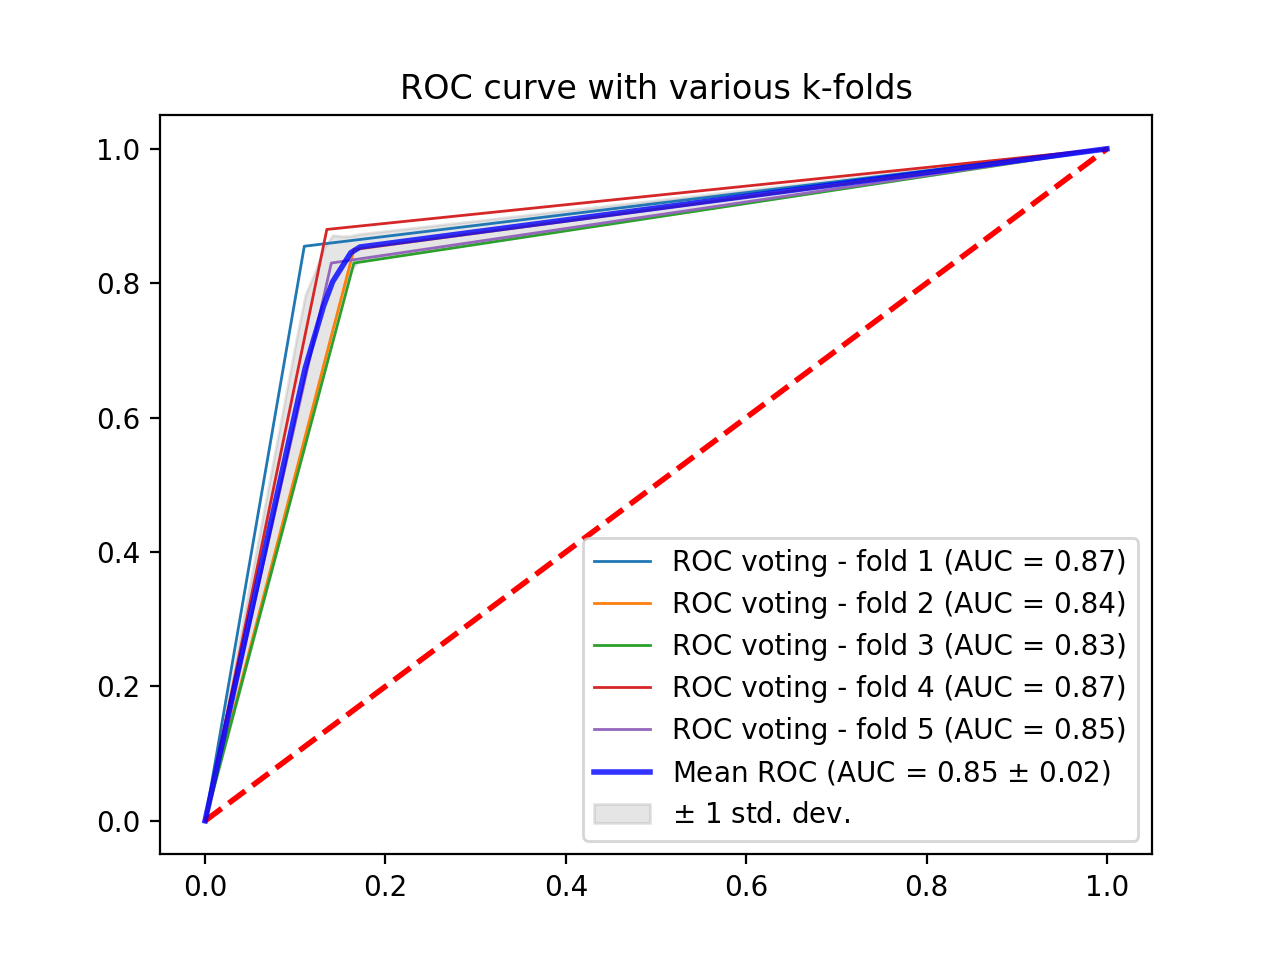 ROC curve with various k-folds
1.0
0.8
0.6
0.4
0.2
0.0
ROC voting - fold 1 (AUC = 0.87)
ROC voting - fold 2 (AUC = 0.84)
ROC voting - fold 3 (AUC = 0.83)
ROC voting - fold 4 (AUC = 0.87)
ROC voting - fold 5 (AUC = 0.85)
Mean ROC (AUC = 0.85 ± 0.02)
± 1 std. dev.
0.0 0.2 0.4 0.6 0.8 1.0